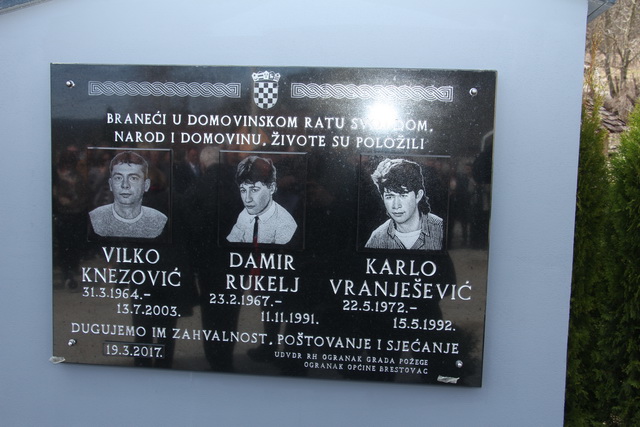 BRANEĆI U DOMOVINSKOM RATU
NAROD I DOMOVINU, ŽIVOTE SU POLOŽILI
VILKO
KNEZOVIĆ
31.3.1964.-
13.7.2003.
DAMIR
RUKELJ
23.2.1967.-
11.11.1991.
KARLO
VRANJEŠEVIĆ
22.5.1972.-
15.5.1992.
DUGUJEMO IM ZAHVALNOST, POŠTOVANJE I SJEĆANJE
19.3.2017.
UDVDR RH OGRANAK GRADA POŽEGE
OGRANAK OPĆINE BRESTOVAC